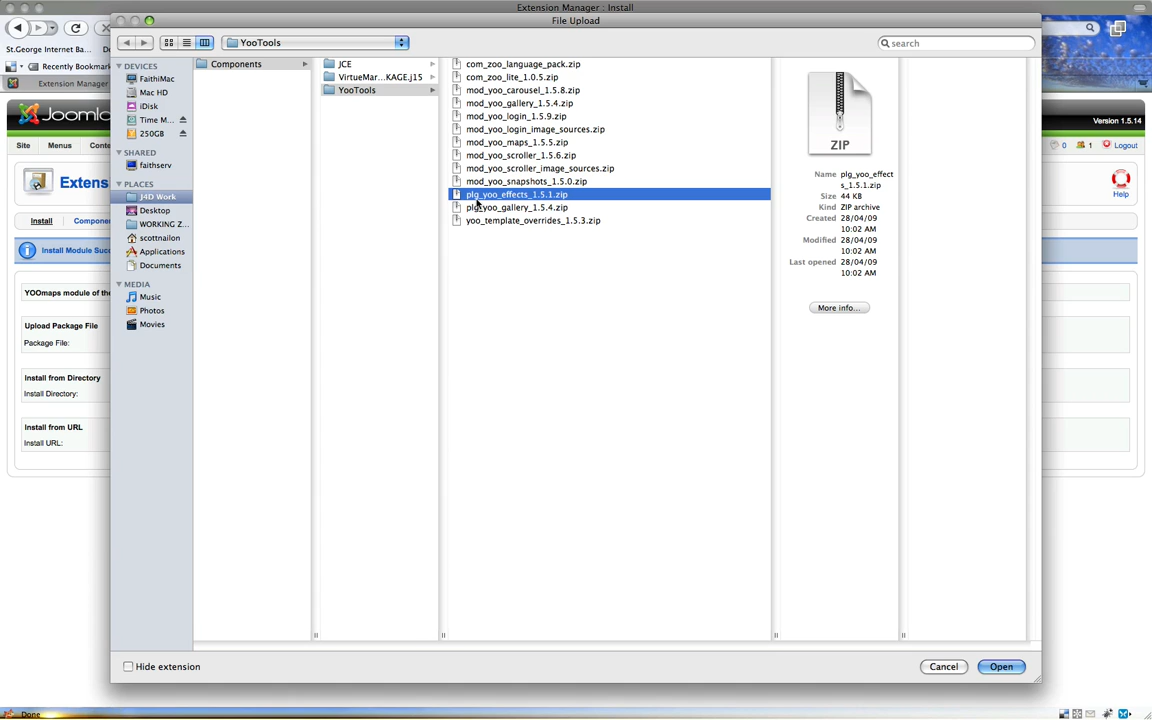 Extension Manager : Install
File Upload
YooTools
search
St.George Internet Ba...
Recently Bookmark
Extension Manager
Version 1.5.14
Site Menus Conte
0 1 Logout
Extens
Help
Install Compone
Install Module Succ
YOOmaps module of the
Upload Package File
Package File:
Install from Directory
Install Directory:
Install from URL
Install URL:
DEVICES
FaithiMac
Mac HD
iDisk
Time M...
250GB
SHARED
faithserv
PLACES
J4D Work
Desktop
WORKING Z...
scottnailon
Applications
Documents
MEDIA
Music
Photos
Movies
Components
JCE
VirtueMar...KAGE.j15
YooTools
com_zoo_language_pack.zip
com_zoo_lite_1.0.5.zip
mod_yoo_carousel_1.5.8.zip
mod_yoo_gallery_1.5.4.zip
mod_yoo_login_1.5.9.zip
mod_yoo_login_image_sources.zip
mod_yoo_maps_1.5.5.zip
mod_yoo_scroller_1.5.6.zip
mod_yoo_scroller_image_sources.zip
mod_yoo_snapshots_1.5.0.zip
plg_yoo_effects_1.5.1.zip
plg_yoo_gallery_1.5.4.zip
yoo_template_overrides_1.5.3.zip
ZIP
Name plg_yoo_effect
s_1.5.1.zip
Size 44 KB
Kind ZIP archive
Created 28/04/09
10:02 AM
Modified 28/04/09
10:02 AM
Last opened 28/04/09
10:02 AM
More info...
Hide extension
Cancel Open
Done